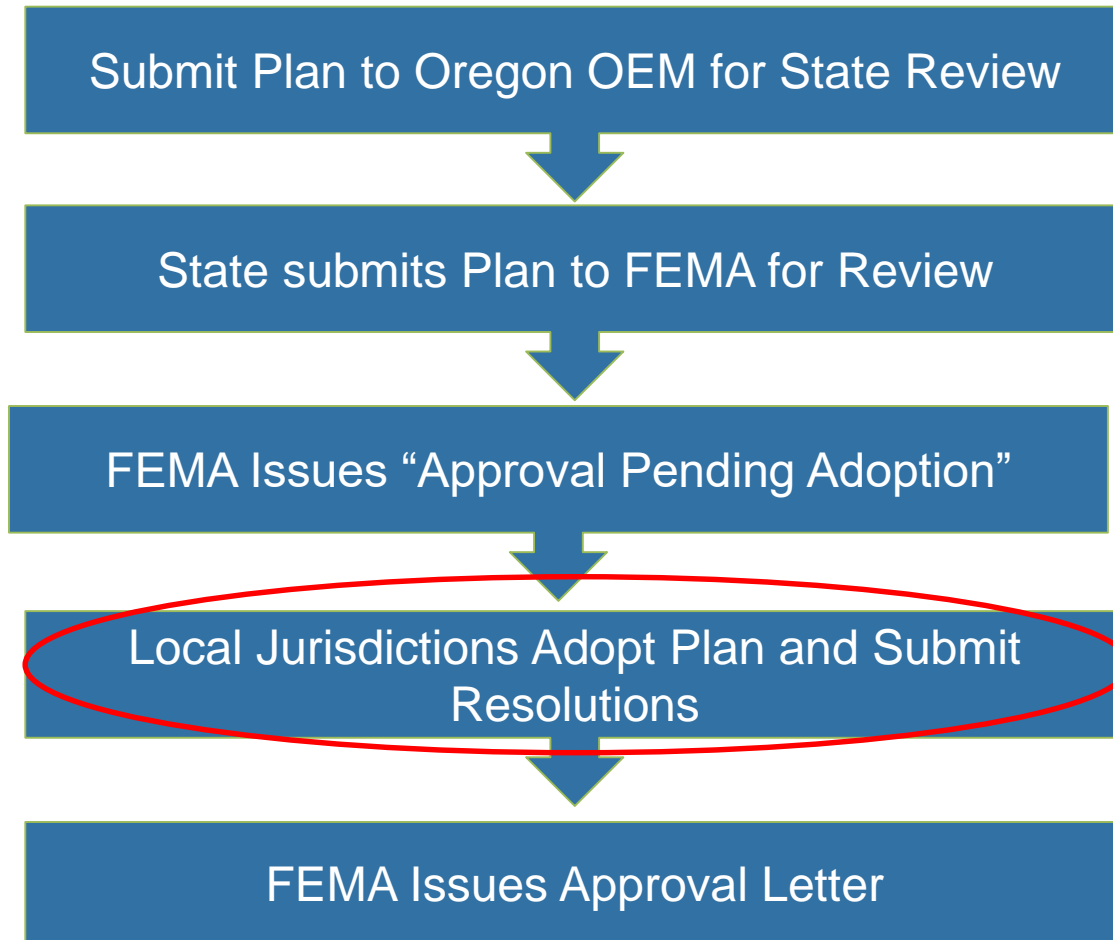 Submit Plan to Oregon OEM for State Review
State submits Plan to FEMA for Review
FEMA Issues “Approval Pending Adoption”
Local Jurisdictions Adopt Plan and Submit
Resolutions
FEMA Issues Approval Letter